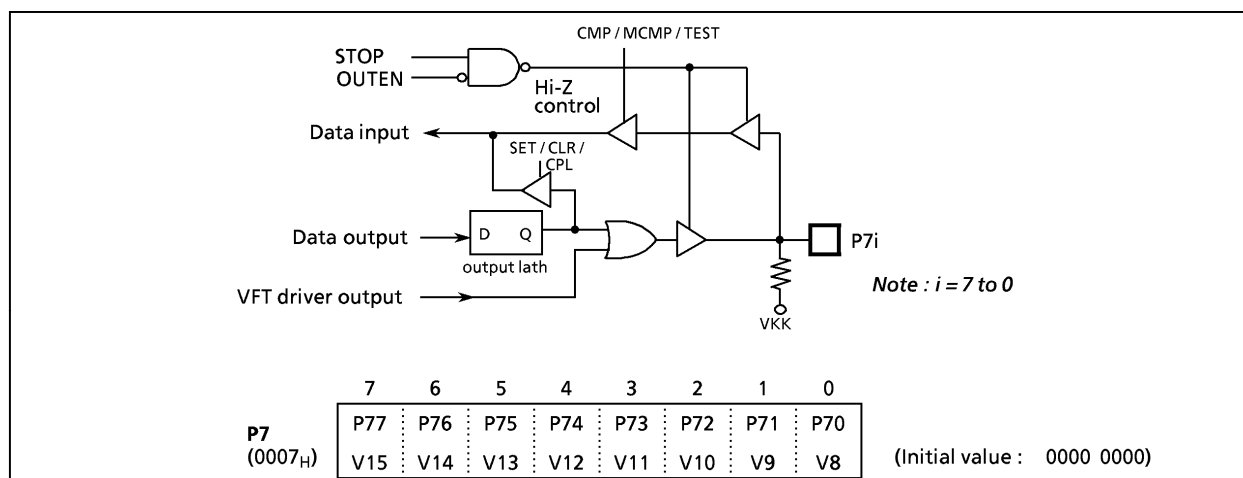 CMP / MCMP / TEST
STOP
OUTEN
Hi-Z
control
Data input
SET / CLR /
CPL
Data output
D Q
output lath
P7i
VFT driver output
Note : i = 7 to 0
VKK
7 6 5 4 3 2 1 0
P7
(0007H)
P77 P76 P75 P74 P73 P72 P71 P70
V15 V14 V13 V12 V11 V10 V9 V8
(Initial value : 0000 0000)